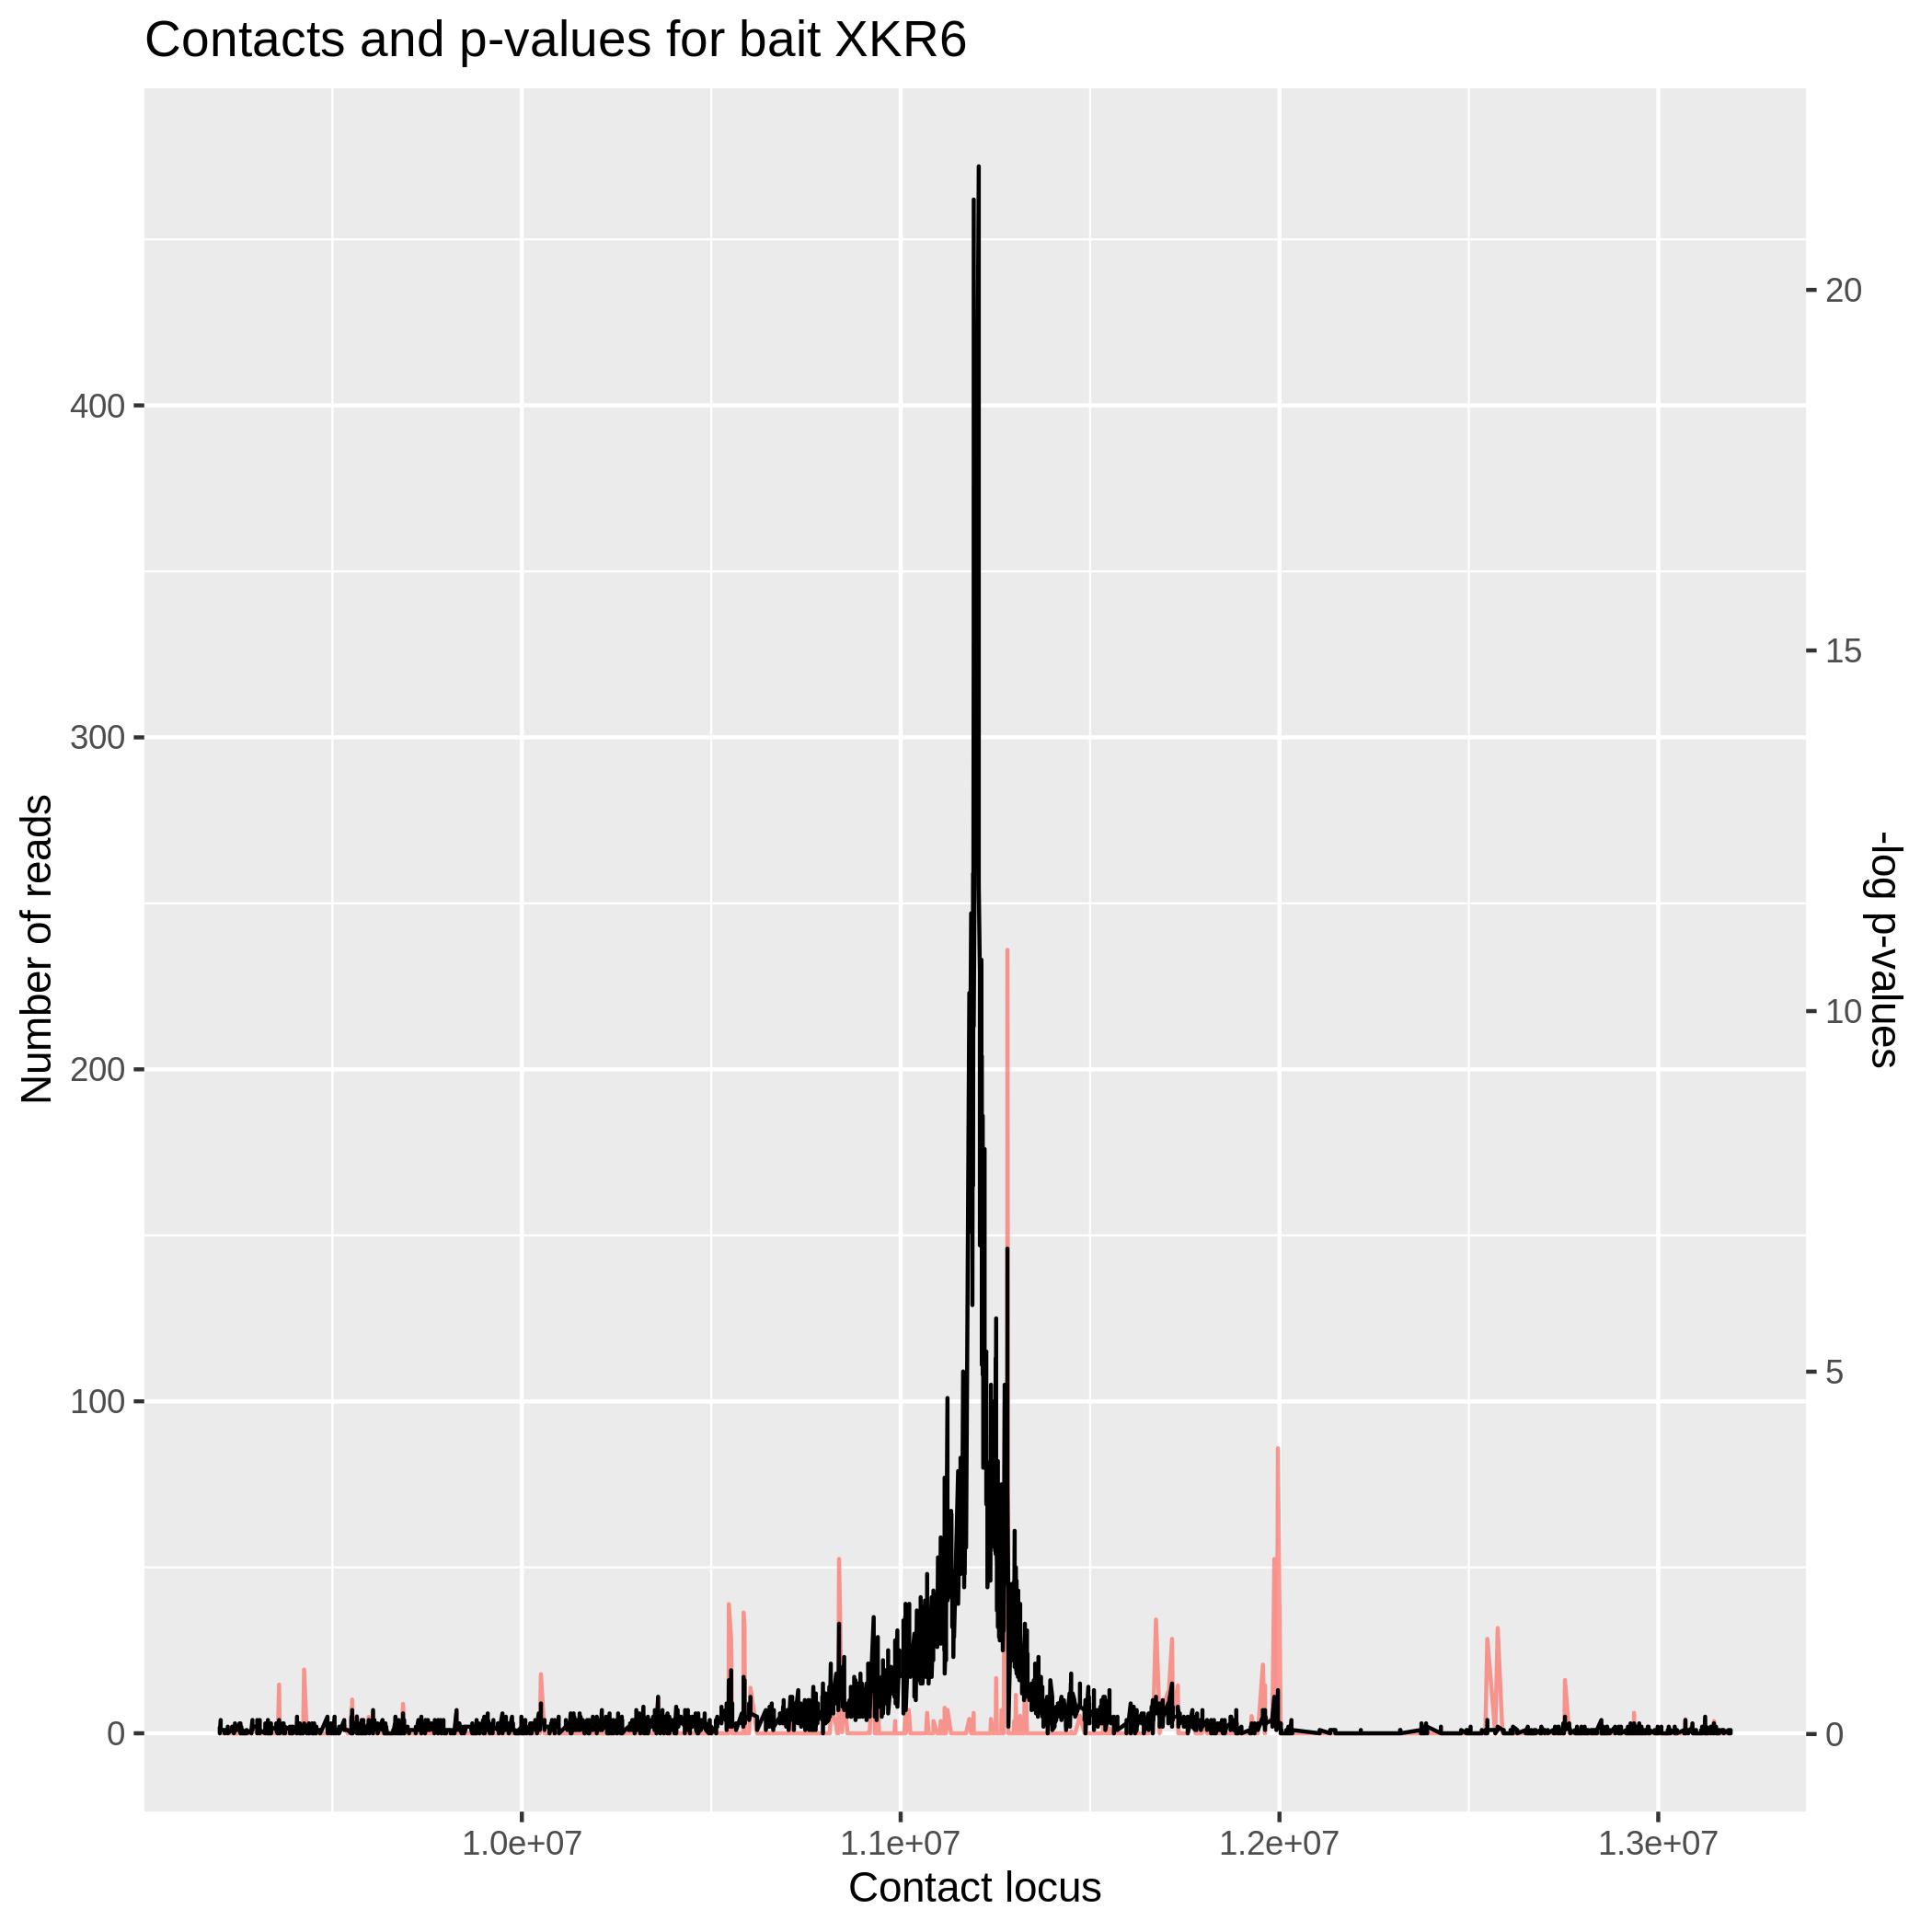 Contacts and p-values for bait XKR6
Number of reads
400
300
200
100
0
20
15
10
5
0
-log p-values
1.0e+07
1.1e+07
1.2e+07
1.3e+07
Contact locus